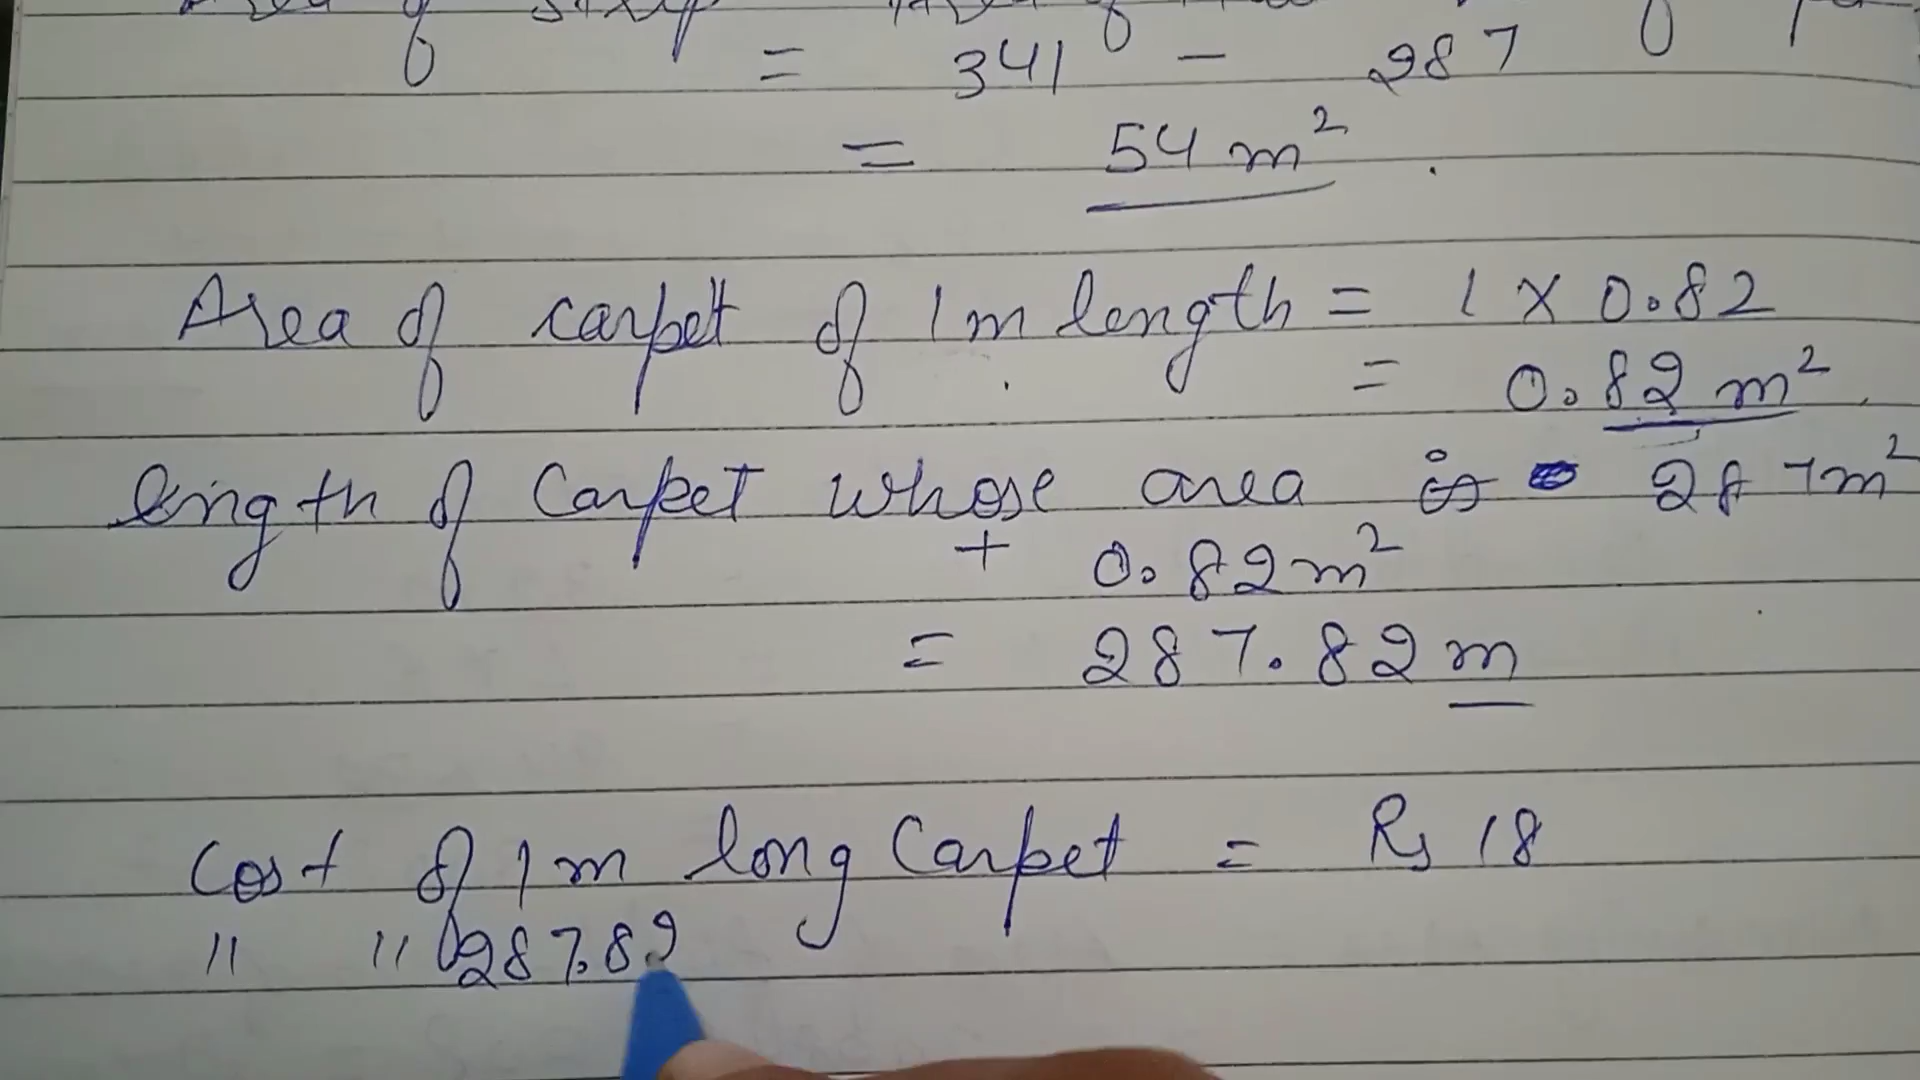 = 341 - 287
= 54 m²
Area of carpet of 1m length = 1 x 0.82
= 0.82 m²
length of Carpet whose area is 287m²
+ 0.82m²
= 287.82 m
Cost of 1 m long Carpet = Rs 18
" " 287.82